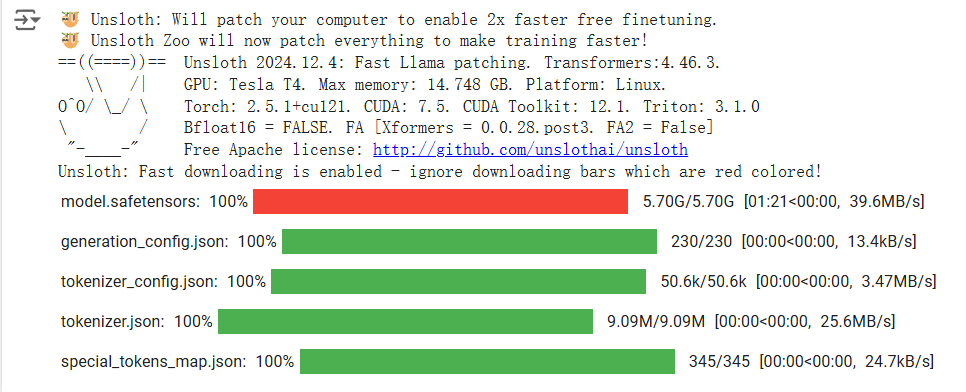 🦥 Unsloth: Will patch your computer to enable 2x faster free finetuning.
🦥 Unsloth Zoo will now patch everything to make training faster!
==((====))==  Unsloth 2024.12.4: Fast Llama patching. Transformers:4.46.3.
   \\   /|    GPU: Tesla T4. Max memory: 14.748 GB. Platform: Linux.
O^O/ \_/ \    Torch: 2.5.1+cu121. CUDA: 7.5. CUDA Toolkit: 12.1. Triton: 3.1.0
\        /    Bfloat16 = FALSE. FA [Xformers = 0.0.28.post3. FA2 = False]
 "-____-"     Free Apache license: http://github.com/unslothai/unsloth
Unsloth: Fast downloading is enabled - ignore downloading bars which are red colored!
model.safetensors: 100% 5.70G/5.70G [01:21<00:00, 39.6MB/s]
generation_config.json: 100% 230/230 [00:00<00:00, 13.4kB/s]
tokenizer_config.json: 100% 50.6k/50.6k [00:00<00:00, 3.47MB/s]
tokenizer.json: 100% 9.09M/9.09M [00:00<00:00, 25.6MB/s]
special_tokens_map.json: 100% 345/345 [00:00<00:00, 24.7kB/s]